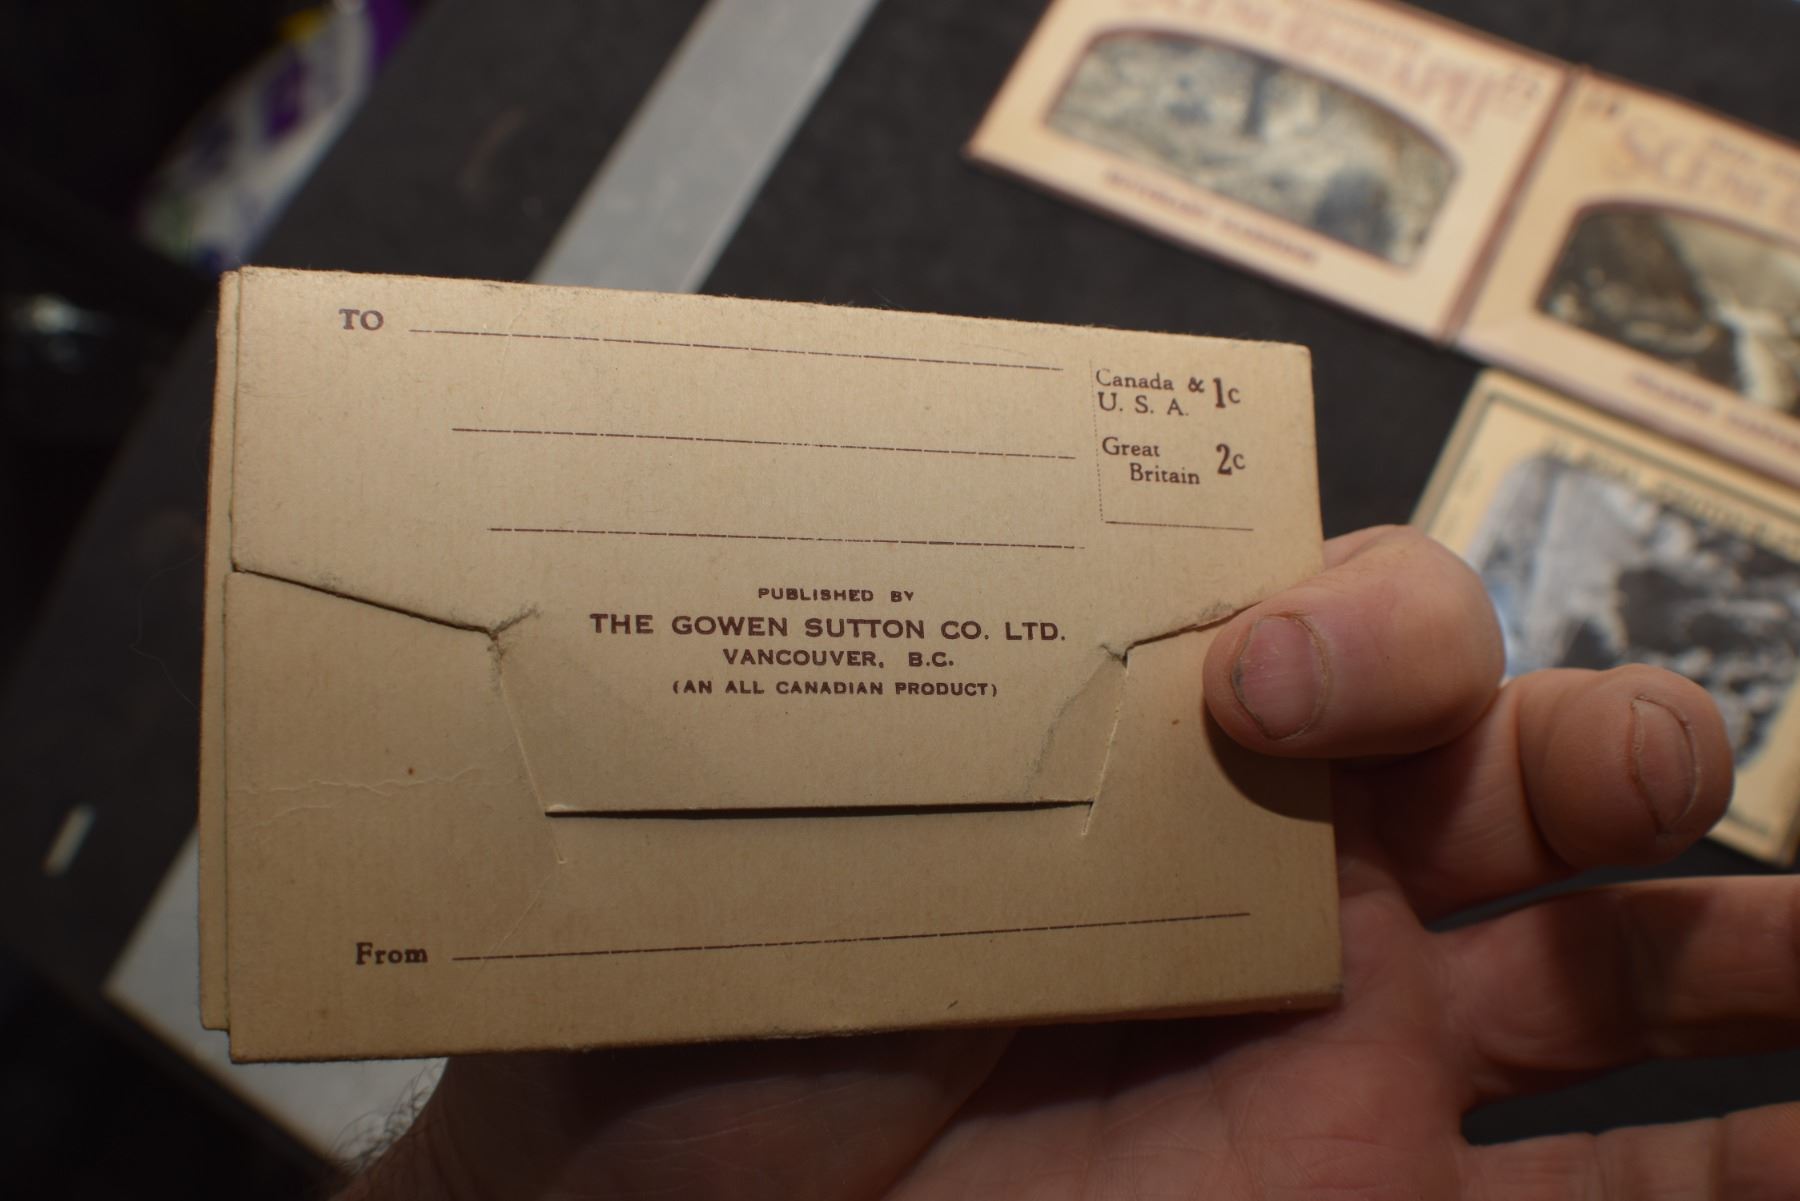 TO
Canada & 1c
U. S. A.
Great
Britain 2c
PUBLISHED BY
THE GOWEN SUTTON CO. LTD.
VANCOUVER, B.C.
(AN ALL CANADIAN PRODUCT)
From